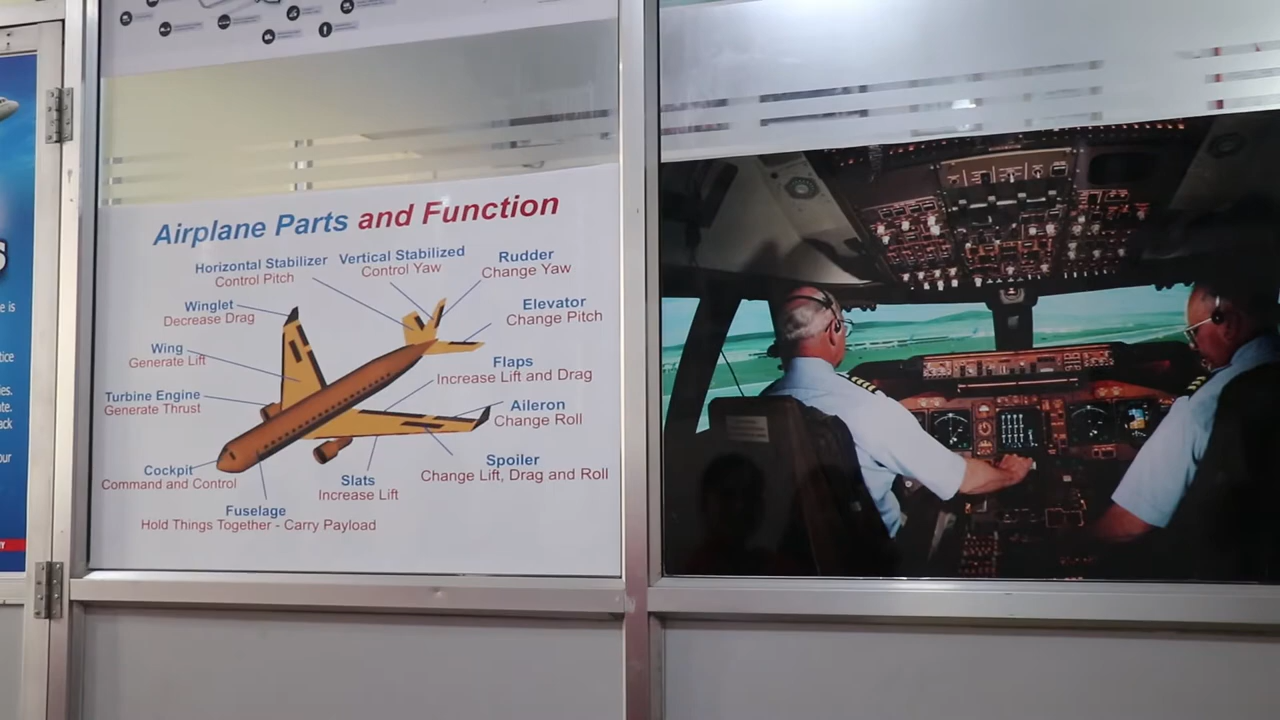 Airplane Parts and Function
Horizontal Stabilizer
Control Pitch
Vertical Stabilized
Control Yaw
Rudder
Change Yaw
Winglet
Decrease Drag
Elevator
Change Pitch
Wing
Generate Lift
Flaps
Increase Lift and Drag
Turbine Engine
Generate Thrust
Aileron
Change Roll
Cockpit
Command and Control
Slats
Increase Lift
Spoiler
Change Lift, Drag and Roll
Fuselage
Hold Things Together - Carry Payload